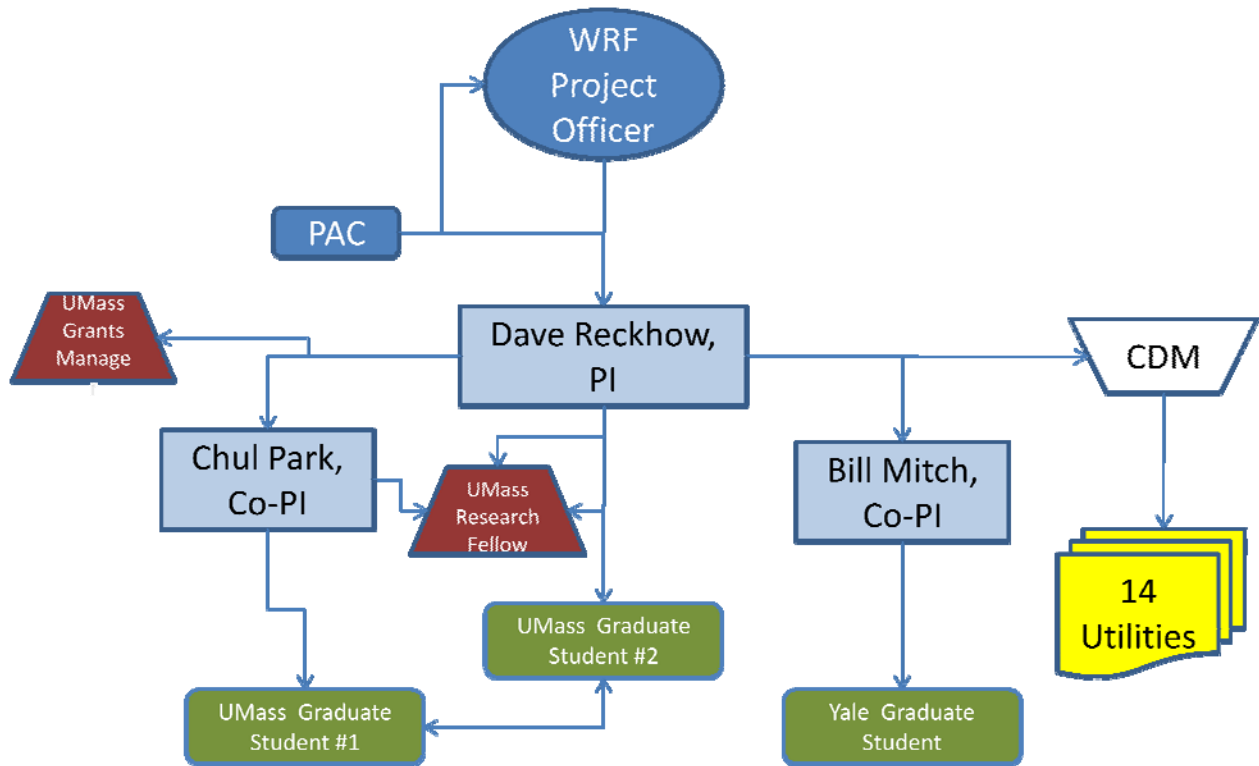 WRF
Project
Officer
PAC
UMass
Grants
Manage
Dave Reckhow,
PI
CDM
Chul Park,
Co-PI
UMass
Research
Fellow
Bill Mitch,
Co-PI
14
Utilities
UMass Graduate
Student #2
UMass Graduate
Student #1
Yale Graduate
Student